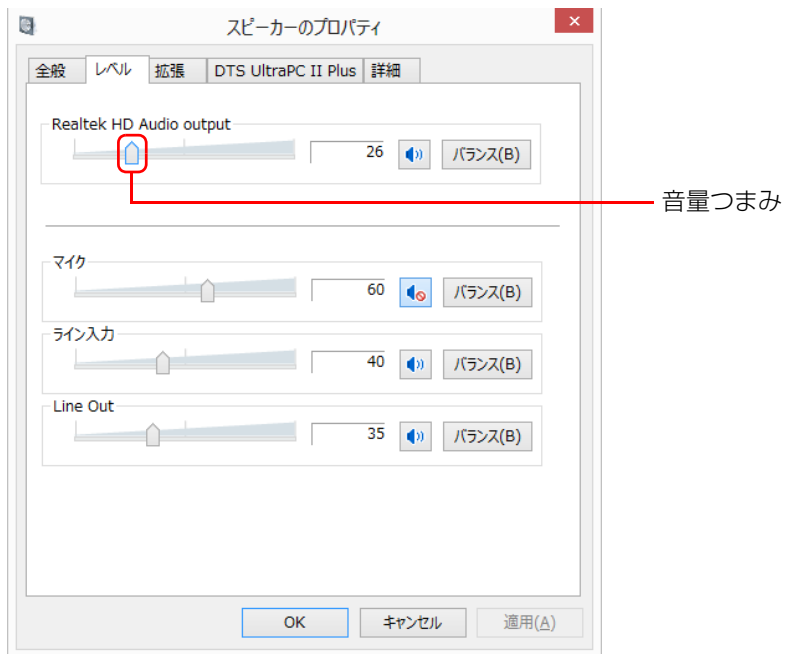 スピーカーのプロパティ
全般 レベル 拡張 DTS UltraPC II Plus 詳細
Realtek HD Audio output
26 バランス(B)
音量つまみ
マイク
60 バランス(B)
ライン入力
40 バランス(B)
Line Out
35 バランス(B)
OK キャンセル 適用(A)